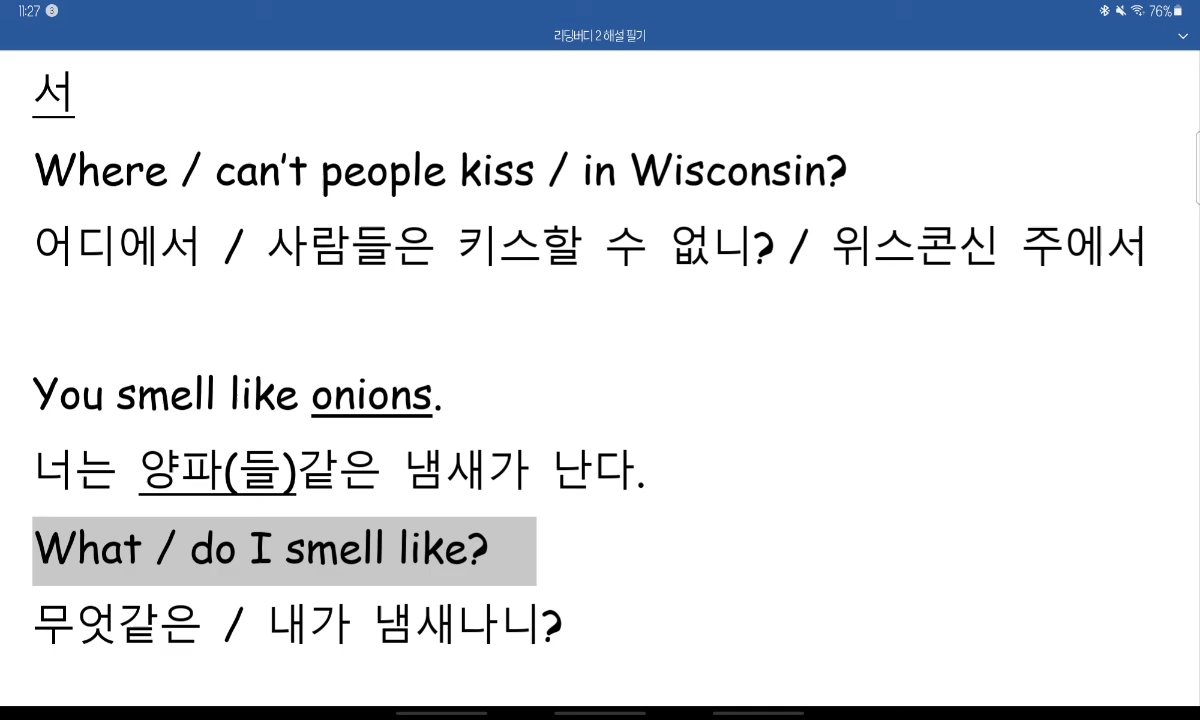 11:27 S 76%
리딩버디 2 해설 필기
서
Where / can't people kiss / in Wisconsin?
어디에서 / 사람들은 키스할 수 없니? / 위스콘신 주에서
You smell like onions.
너는 양파(들)같은 냄새가 난다.
What / do I smell like?
무엇같은 / 내가 냄새나니?